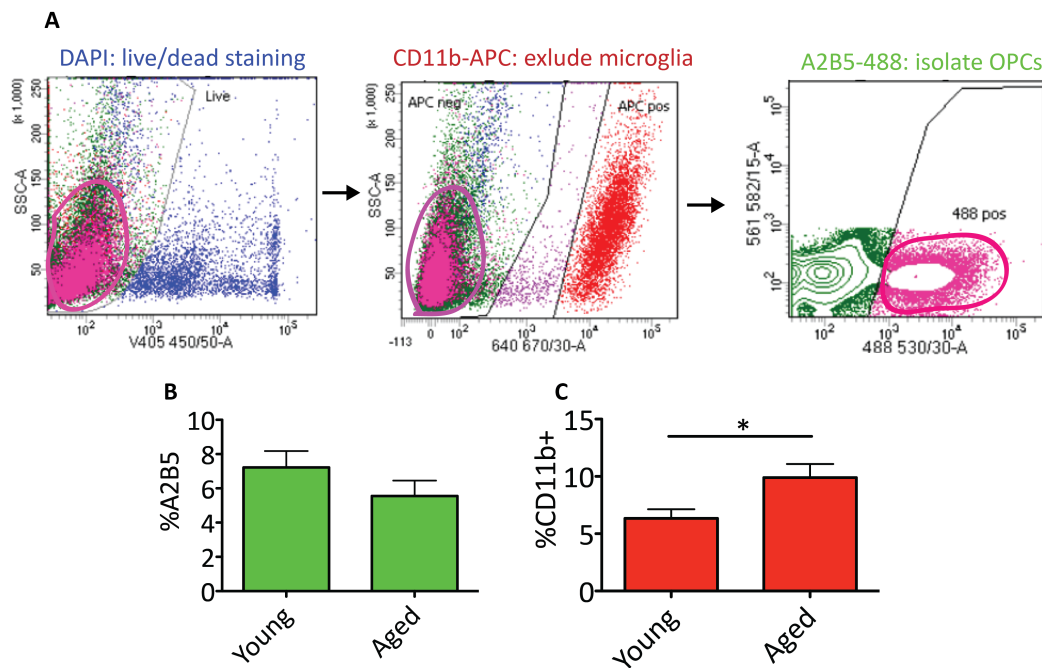 A
DAPI: live/dead staining
CD11b-APC: exlude microglia
A2B5-488: isolate OPCs
(x 1,000)
250
200
150
100
50
SSC-A
Live
10² 10³ 10⁴ 10⁵
V405 450/50-A
(x 1,000)
250
200
150
100
50
SSC-A
APC neg
APC pos
-113 0 10² 10³ 10⁴ 10⁵
640 670/30-A
10⁵
10⁴
10³
10²
561 582/15-A
488 pos
10² 10³ 10⁴ 10⁵
488 530/30-A
B
%A2B5
10
8
6
4
2
0
Young
Aged
C
%CD11b+
15
10
5
0
*
Young
Aged